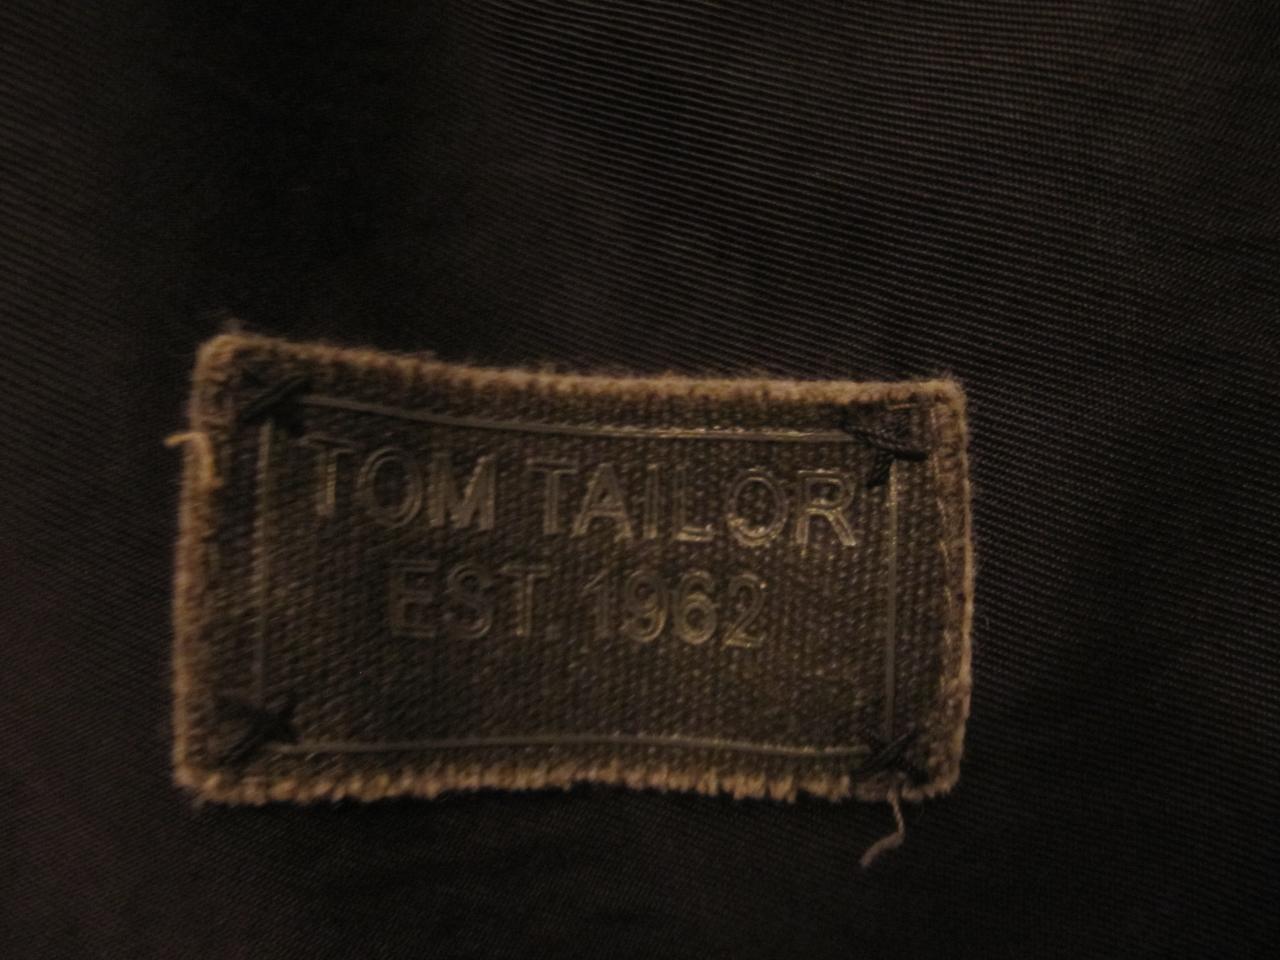 TOM TAILOR
EST. 1962